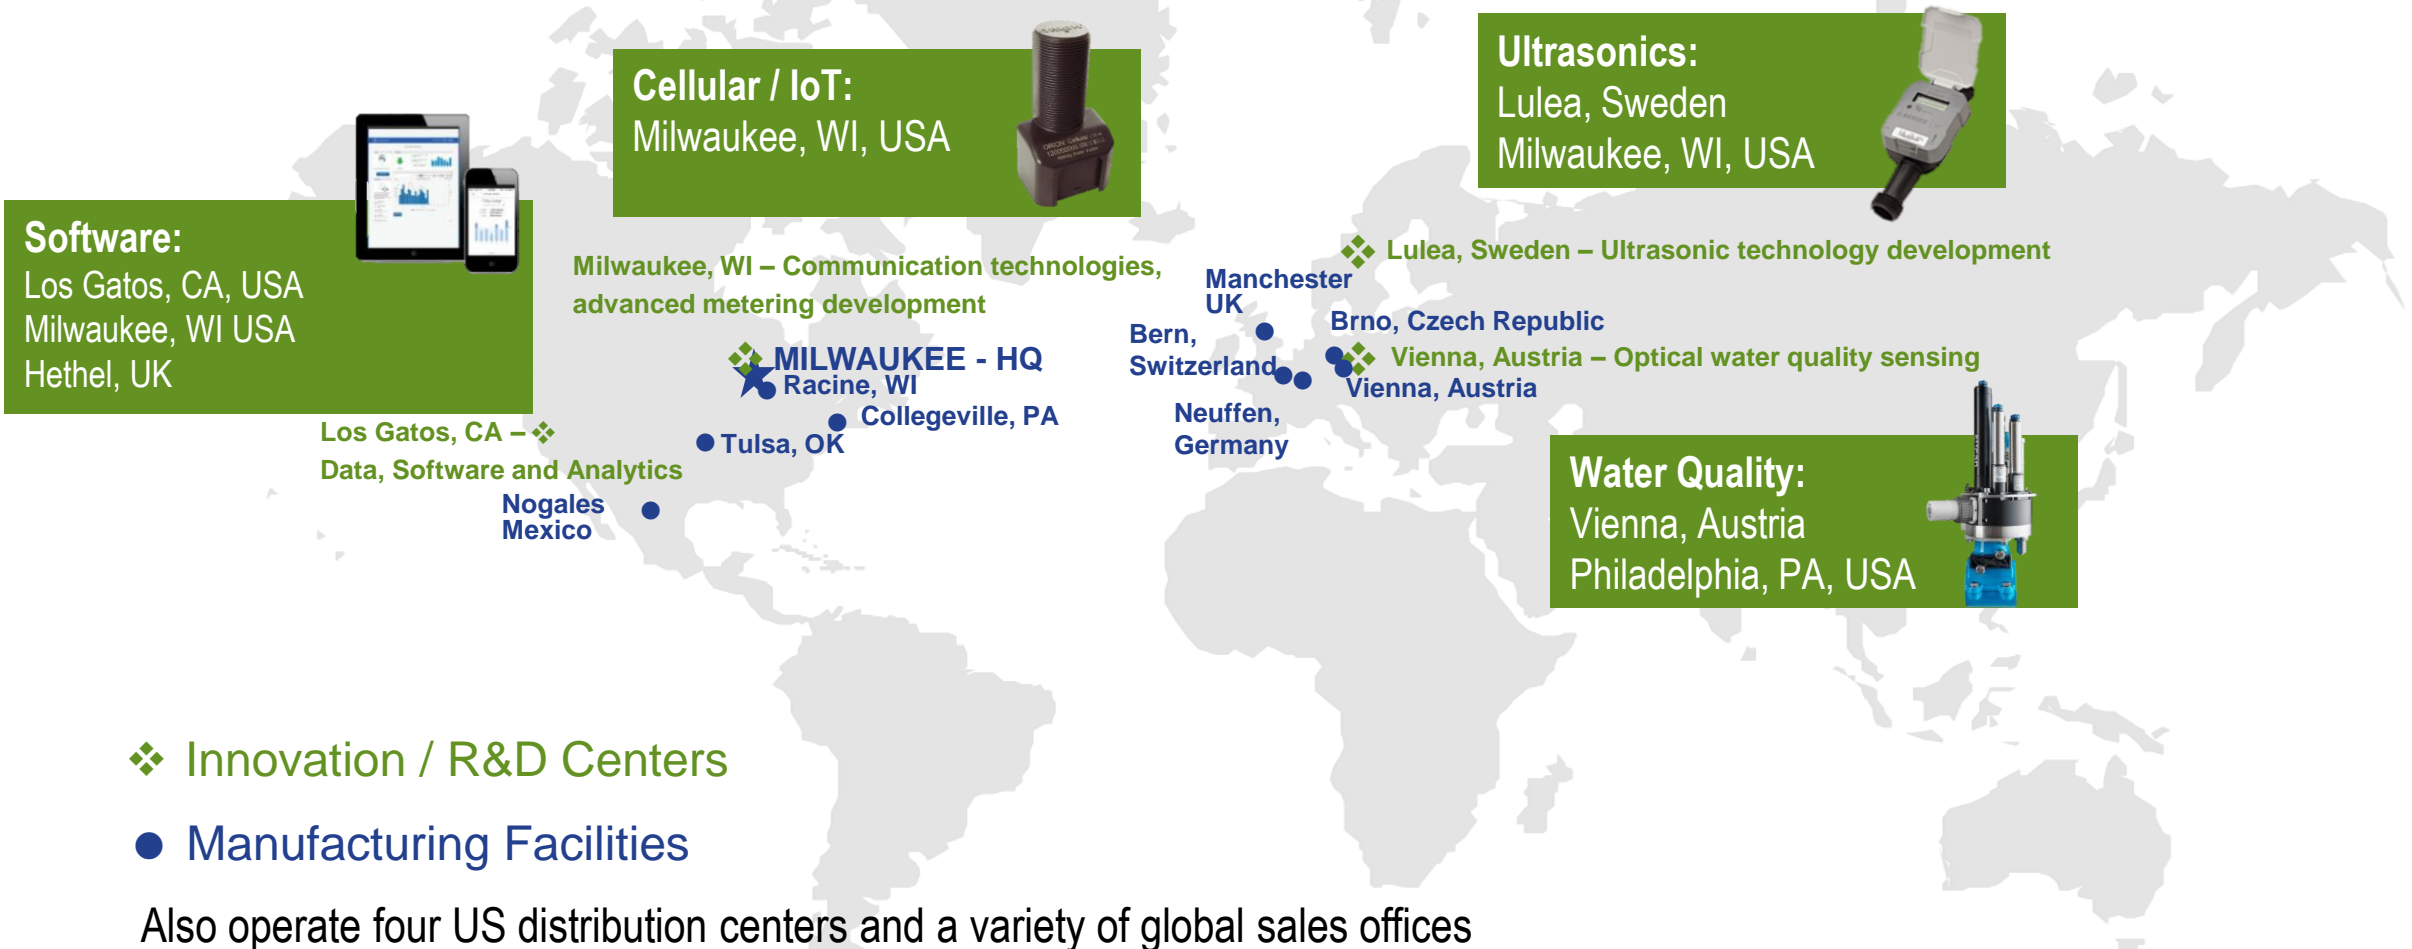 Cellular / IoT:
Milwaukee, WI, USA
Ultrasonics:
Lulea, Sweden
Milwaukee, WI, USA
Software:
Los Gatos, CA, USA
Milwaukee, WI USA
Hethel, UK
Milwaukee, WI – Communication technologies,
advanced metering development
MILWAUKEE - HQ
Racine, WI
Collegeville, PA
Tulsa, OK
Los Gatos, CA –
Data, Software and Analytics
Nogales
Mexico
Lulea, Sweden – Ultrasonic technology development
Manchester
UK
Brno, Czech Republic
Bern,
Switzerland
Vienna, Austria – Optical water quality sensing
Vienna, Austria
Neuffen,
Germany
Water Quality:
Vienna, Austria
Philadelphia, PA, USA
Innovation / R&D Centers
Manufacturing Facilities
Also operate four US distribution centers and a variety of global sales offices